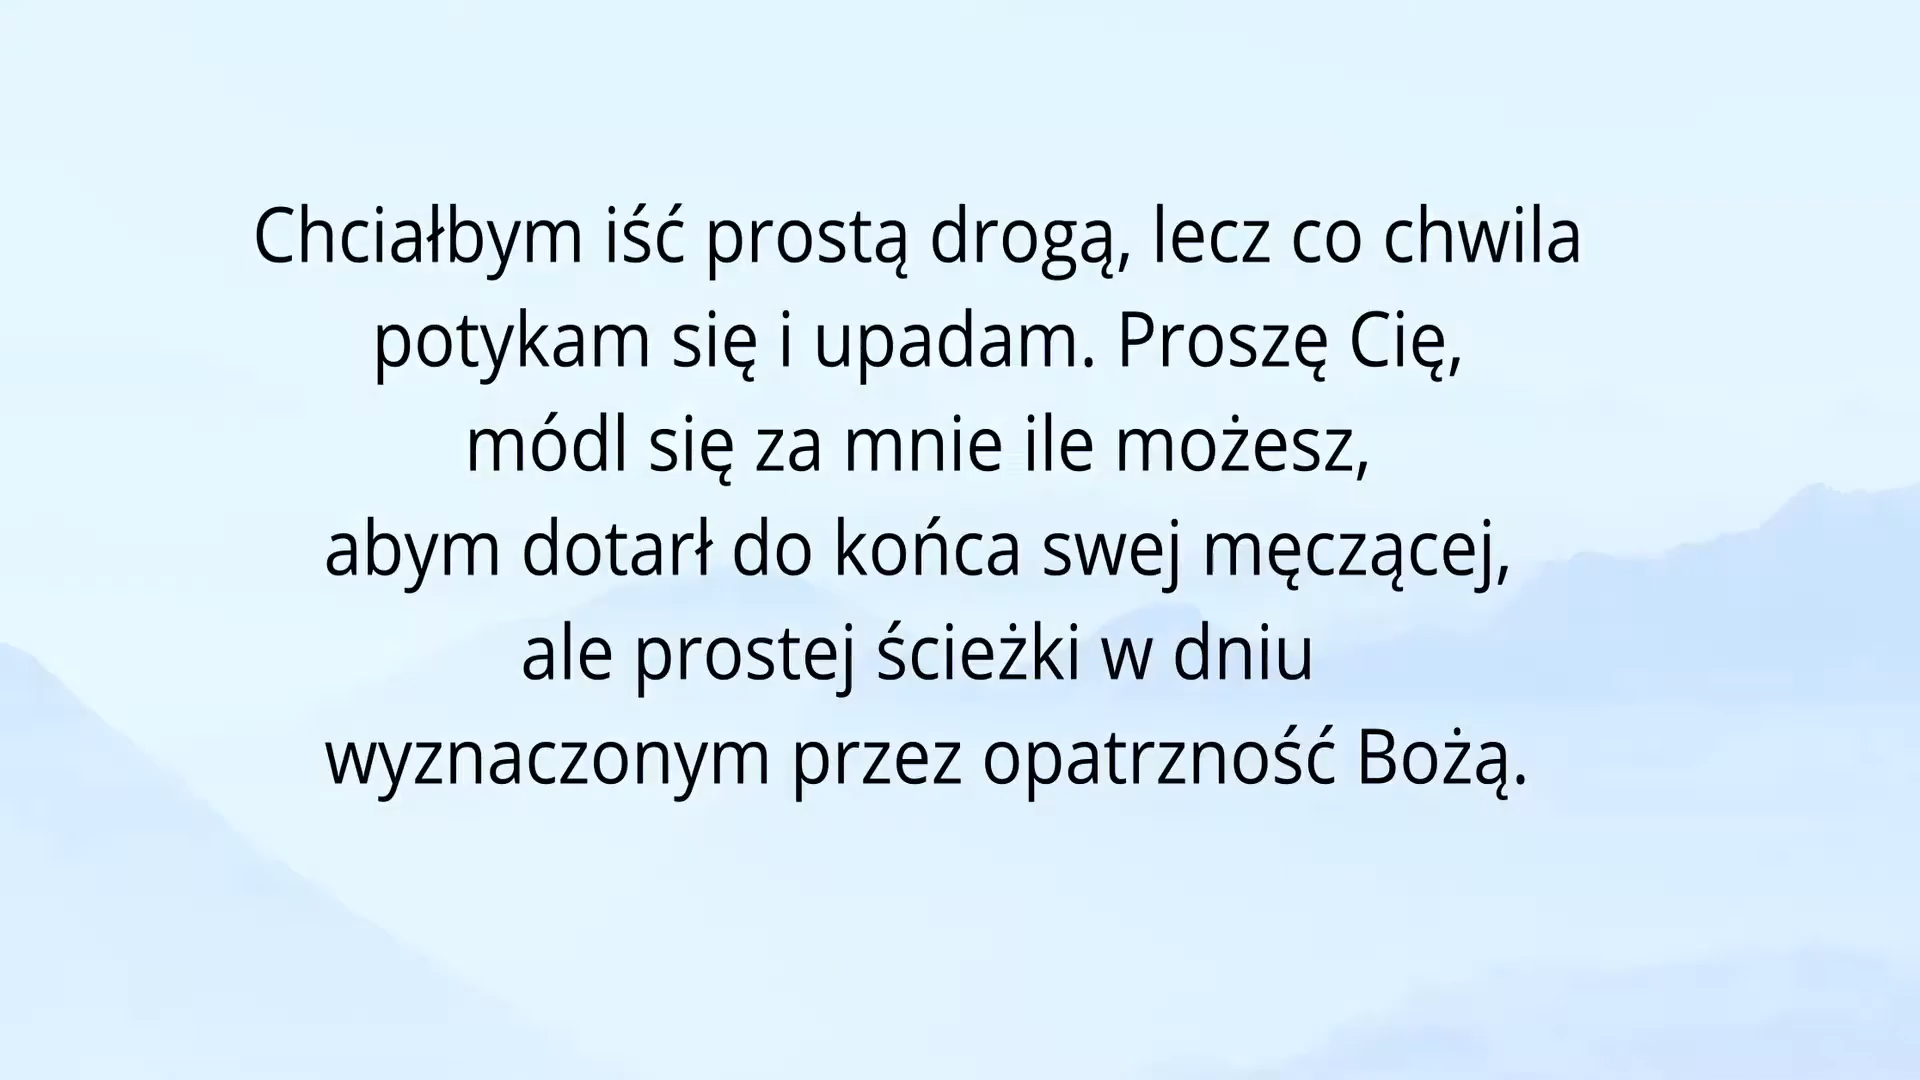 Chciałbym iść prostą drogą, lecz co chwila
potykam się i upadam. Proszę Cię,
módl się za mnie ile możesz,
abym dotarł do końca swej męczącej,
ale prostej ścieżki w dniu
wyznaczonym przez opatrzność Bożą.